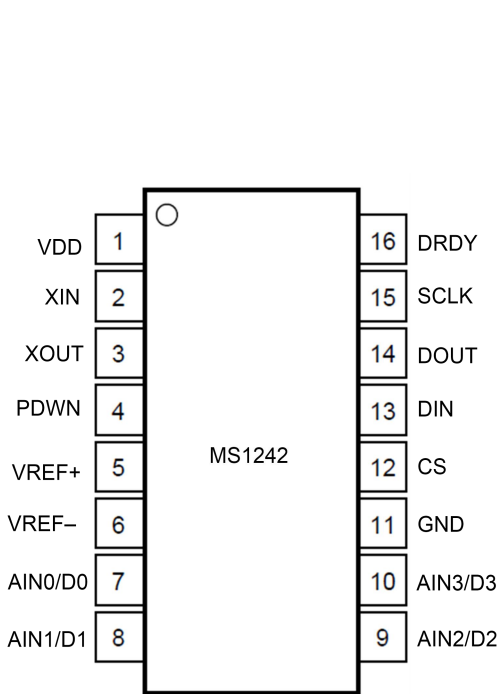 VDD 1 16 DRDY
XIN 2 15 SCLK
XOUT 3 14 DOUT
PDWN 4 13 DIN
MS1242
VREF+ 5 12 CS
VREF– 6 11 GND
AIN0/D0 7 10 AIN3/D3
AIN1/D1 8 9 AIN2/D2